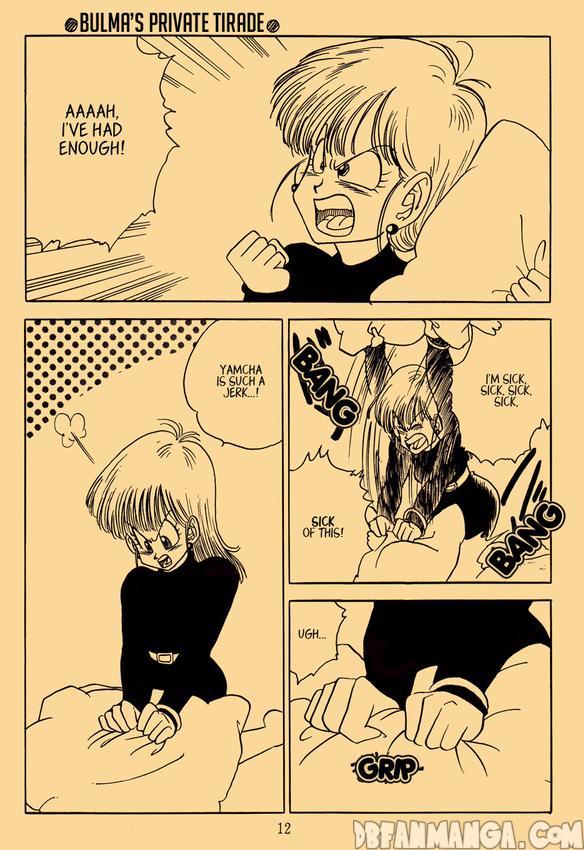 BULMA'S PRIVATE TIRADE
AAAAH,
I'VE HAD
ENOUGH!
YAMCHA
IS SUCH A
JERK...!
BANG
I'M SICK,
SICK, SICK,
SICK,
SICK
OF THIS!
BANG
UGH...
GRIP
12
DBFANMANGA.COM